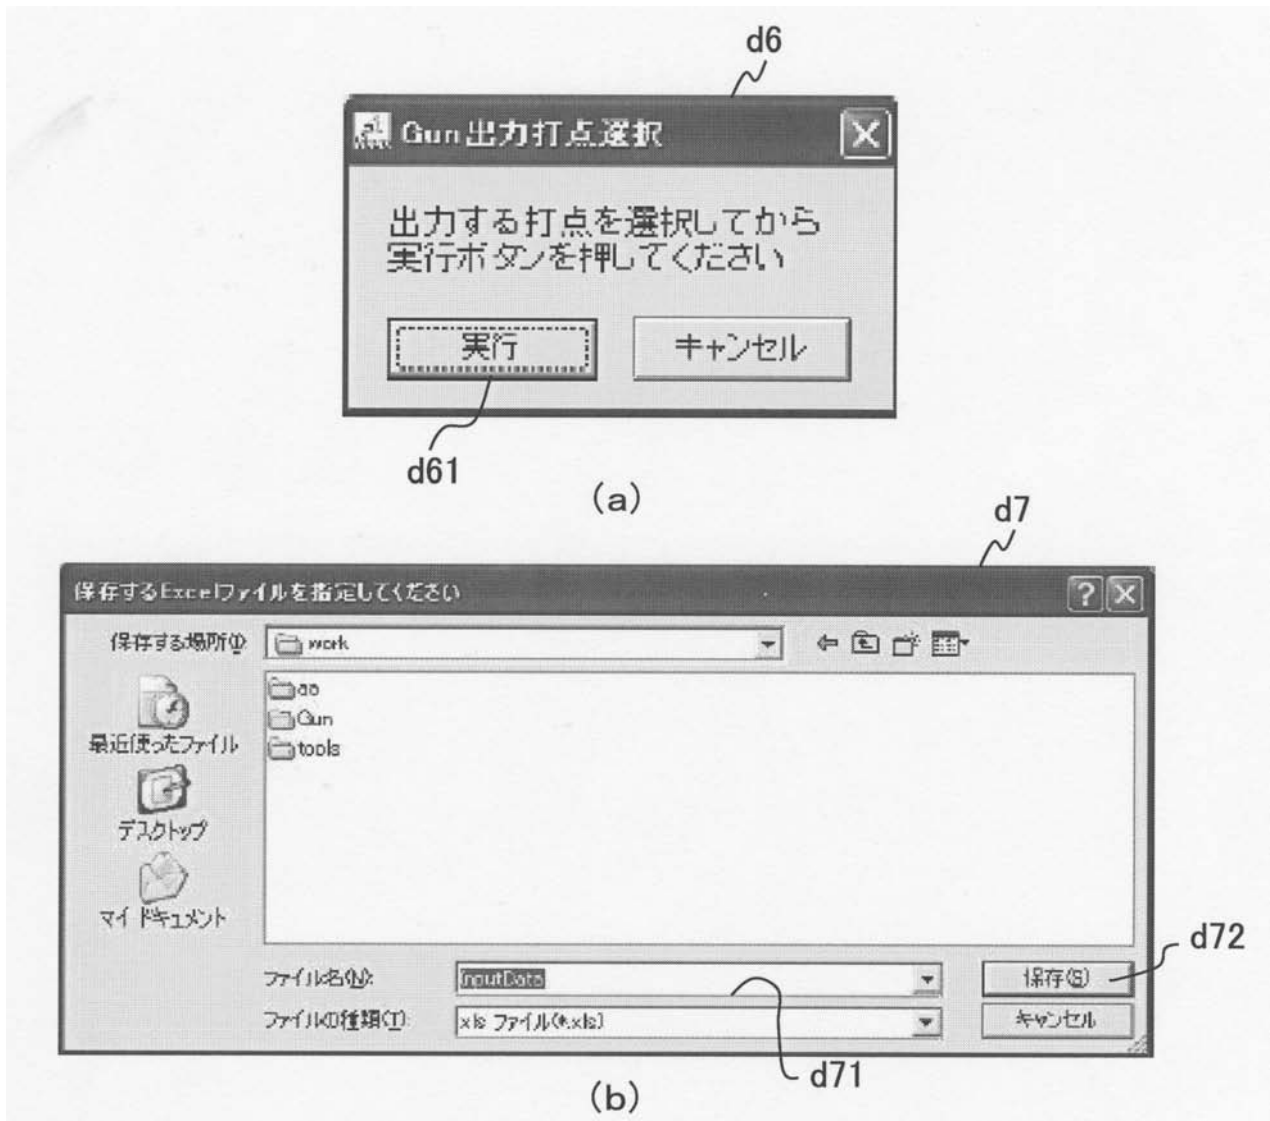 d6
Gun出力打点選択
出力する打点を選択してから
実行ボタンを押してください
実行 キャンセル
d61
(a)
d7
保存するExcelファイルを指定してください
保存する場所(I): work
ao
Gun
tools
最近使ったファイル
デスクトップ
マイ ドキュメント
d72
ファイル名(N): InputData 保存(S)
ファイルの種類(T): xls ファイル(*.xls) キャンセル
d71
(b)